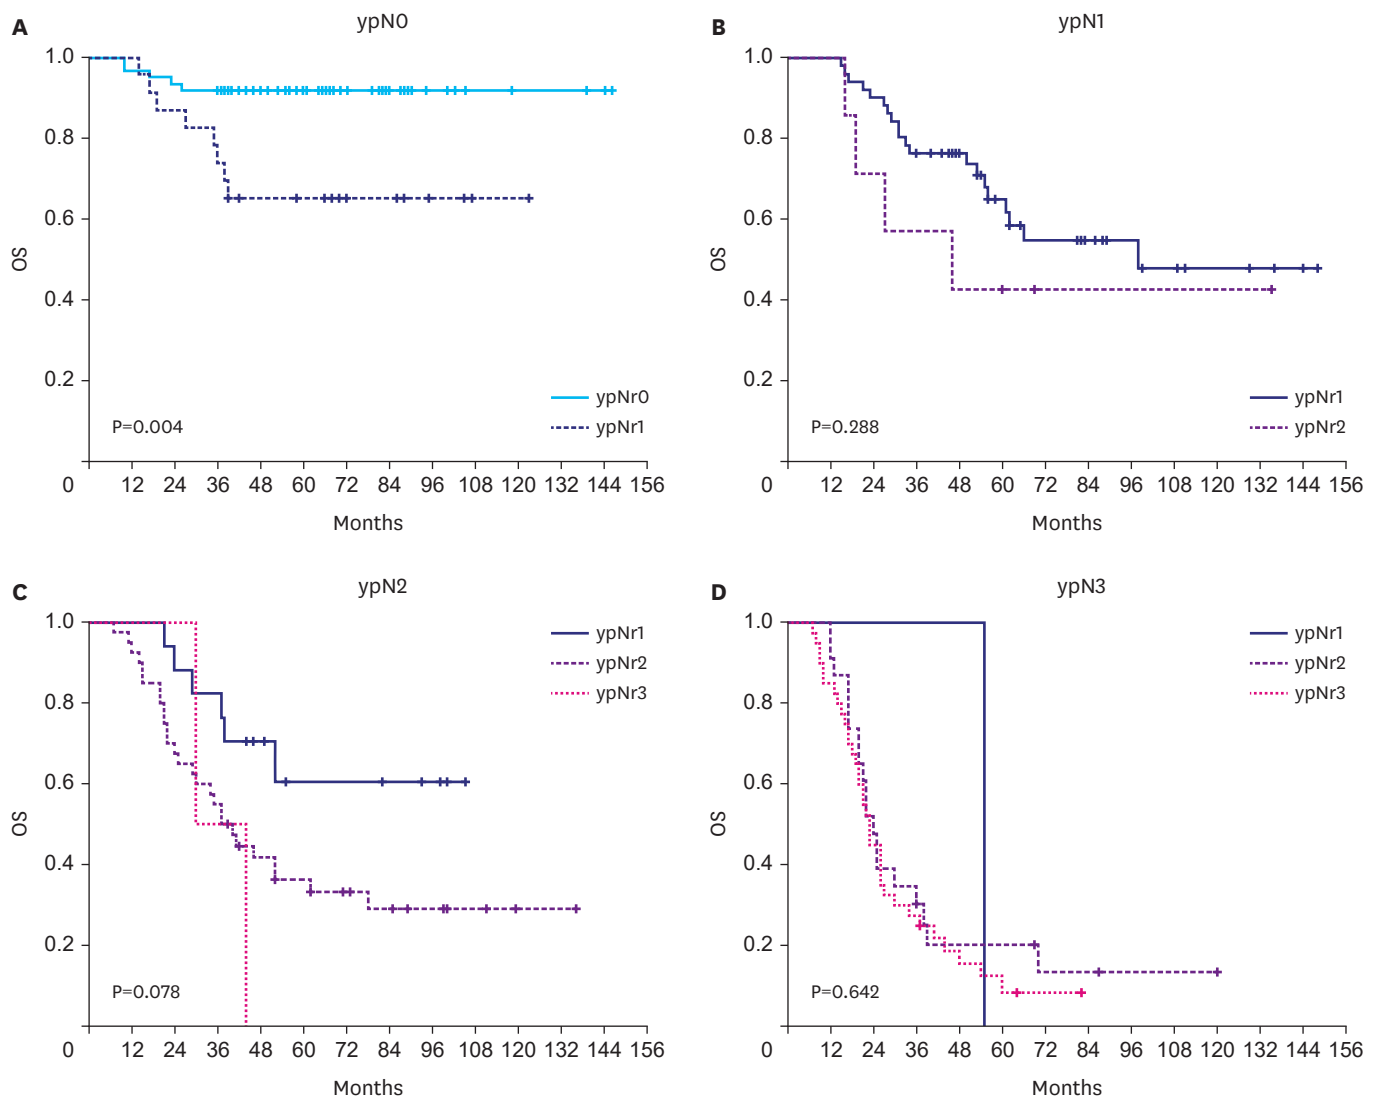 A
ypN0
1.0
0.8
0.6
0.4
0.2
OS
ypNr0
ypNr1
P=0.004
0 12 24 36 48 60 72 84 96 108 120 132 144 156
Months
B
ypN1
1.0
0.8
0.6
0.4
0.2
OS
ypNr1
ypNr2
P=0.288
0 12 24 36 48 60 72 84 96 108 120 132 144 156
Months
C
ypN2
1.0
0.8
0.6
0.4
0.2
OS
ypNr1
ypNr2
ypNr3
P=0.078
0 12 24 36 48 60 72 84 96 108 120 132 144 156
Months
D
ypN3
1.0
0.8
0.6
0.4
0.2
OS
ypNr1
ypNr2
ypNr3
P=0.642
0 12 24 36 48 60 72 84 96 108 120 132 144 156
Months